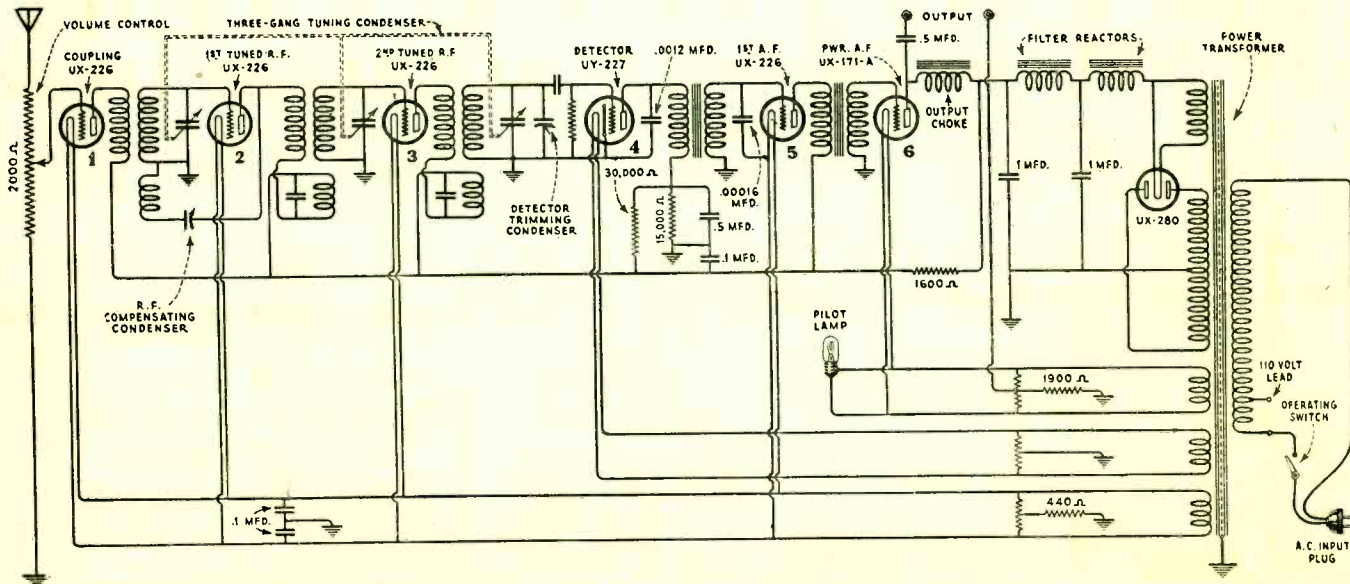 VOLUME CONTROL
THREE-GANG TUNING CONDENSER
COUPLING
UX-226
1ST TUNED R.F.
UX-226
2ND TUNED R.F
UX-226
DETECTOR
UY-227
.0012 MFD.
1ST A.F.
UX-226
PWR. A.F
UX-171-A
OUTPUT
.5 MFD.
FILTER REACTORS
POWER
TRANSFORMER
OUTPUT
CHOKE
2000Ω
1
2
3
4
5
6
1 MFD.
1 MFD.
UX-280
30,000 Ω
15,000 Ω
.00016
MFD.
.5 MFD.
.1 MFD.
DETECTOR
TRIMMING
CONDENSER
R.F.
COMPENSATING
CONDENSER
1600 Ω
PILOT
LAMP
1900 Ω
110 VOLT
LEAD
OPERATING
SWITCH
.1 MFD.
440 Ω
A.C. INPUT
PLUG